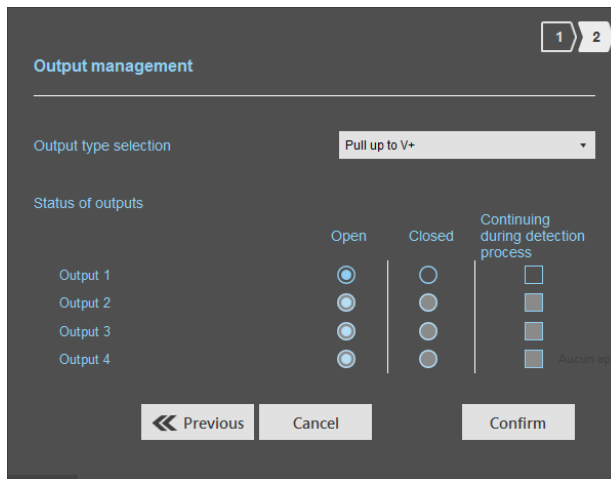 1 2
Output management
Output type selection Pull up to V+
Status of outputs
Open Closed Continuing
during detection
process
Output 1
Output 2
Output 3
Output 4 Aucun ap
Previous Cancel Confirm